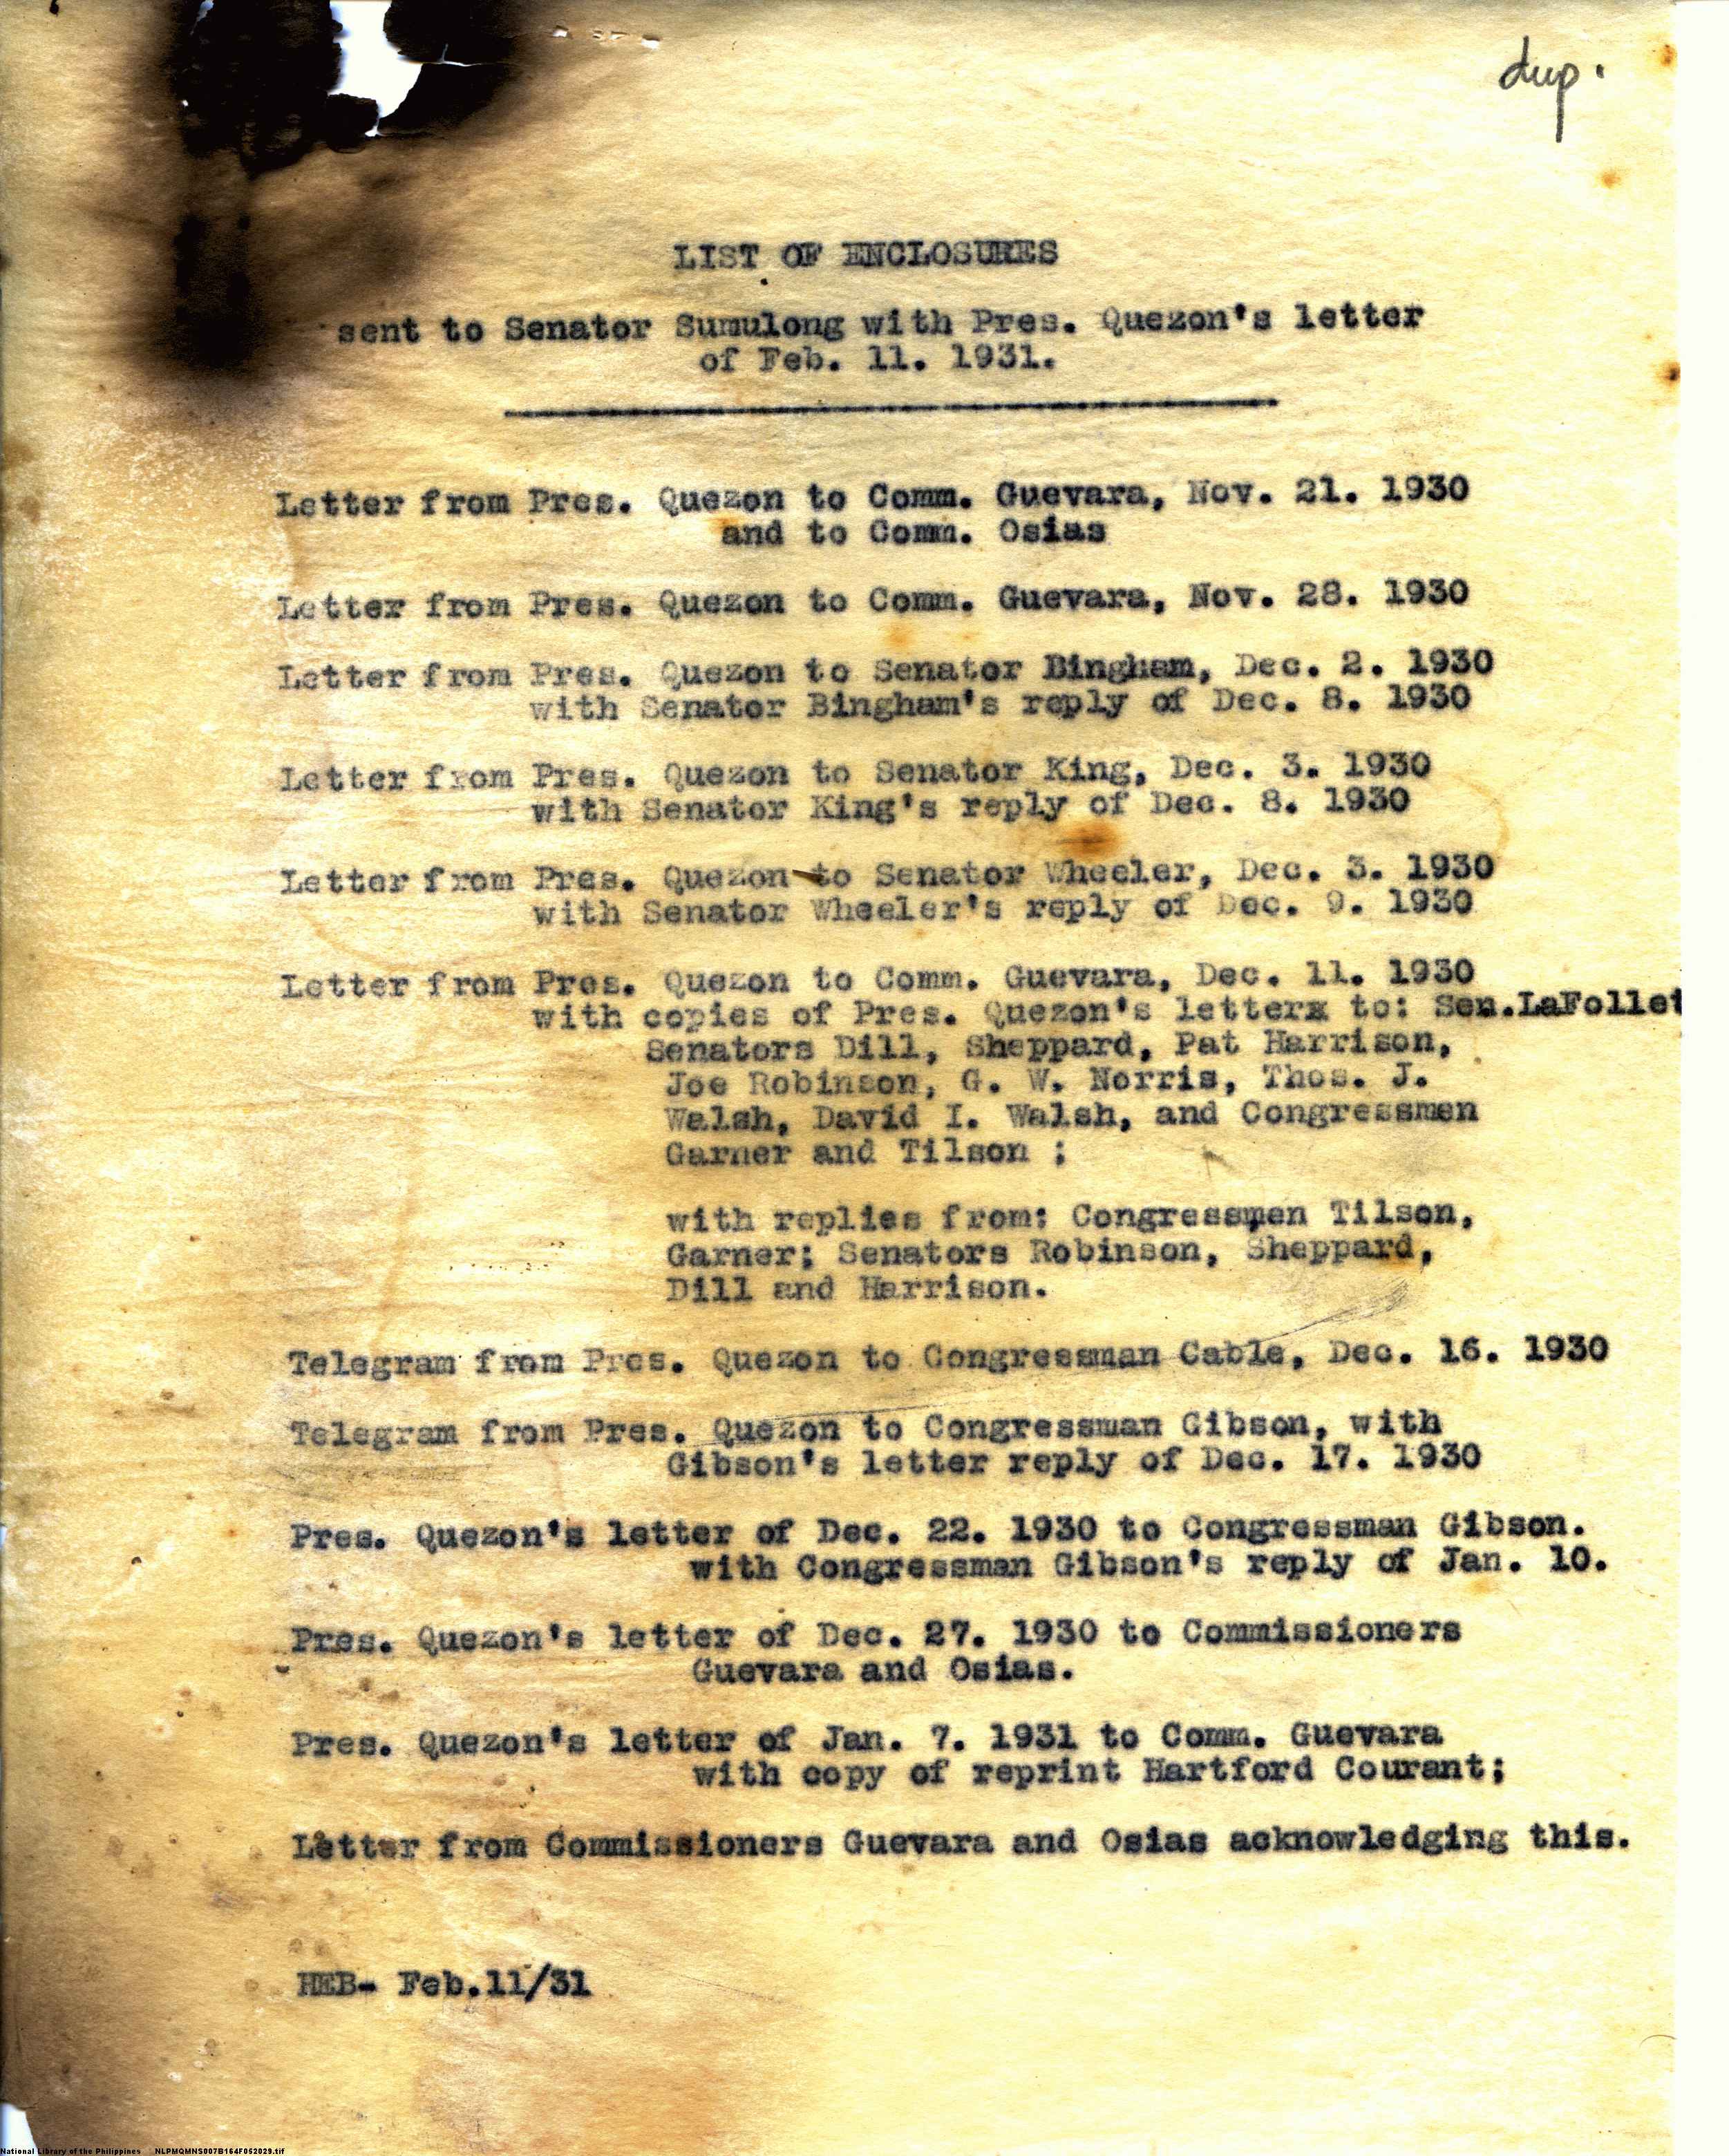 dup.
LIST OF ENCLOSURES
sent to Senator Sumulong with Pres. Quezon's letter
of Feb. 11. 1931.
Letter from Pres. Quezon to Comm. Guevara, Nov. 21. 1930
and to Comm. Osias
Letter from Pres. Quezon to Comm. Guevara, Nov. 28. 1930
Letter from Pres. Quezon to Senator Bingham, Dec. 2. 1930
with Senator Bingham's reply of Dec. 8. 1930
Letter from Pres. Quezon to Senator King, Dec. 3. 1930
with Senator King's reply of Dec. 8. 1930
Letter from Pres. Quezon to Senator Wheeler, Dec. 3. 1930
with Senator Wheeler's reply of Dec. 9. 1930
Letter from Pres. Quezon to Comm. Guevara, Dec. 11. 1930
with copies of Pres. Quezon's letterx to: Sen.LaFollet
Senators Dill, Sheppard, Pat Harrison,
Joe Robinson, G. W. Norris, Thos. J.
Walsh, David I. Walsh, and Congressmen
Garner and Tilson ;
with replies from: Congressmen Tilson,
Garner; Senators Robinson, Sheppard,
Dill and Harrison.
Telegram from Pres. Quezon to Congressman Cable, Dec. 16. 1930
Telegram from Pres. Quezon to Congressman Gibson, with
Gibson's letter reply of Dec. 17. 1930
Pres. Quezon's letter of Dec. 22. 1930 to Congressman Gibson.
with Congressman Gibson's reply of Jan. 10.
Pres. Quezon's letter of Dec. 27. 1930 to Commissioners
Guevara and Osias.
Pres. Quezon's letter of Jan. 7. 1931 to Comm. Guevara
with copy of reprint Hartford Courant;
Letter from Commissioners Guevara and Osias acknowledging this.
HEB- Feb.11/31
National Library of the Philippines NLPMQMNS007B164F052029.tif